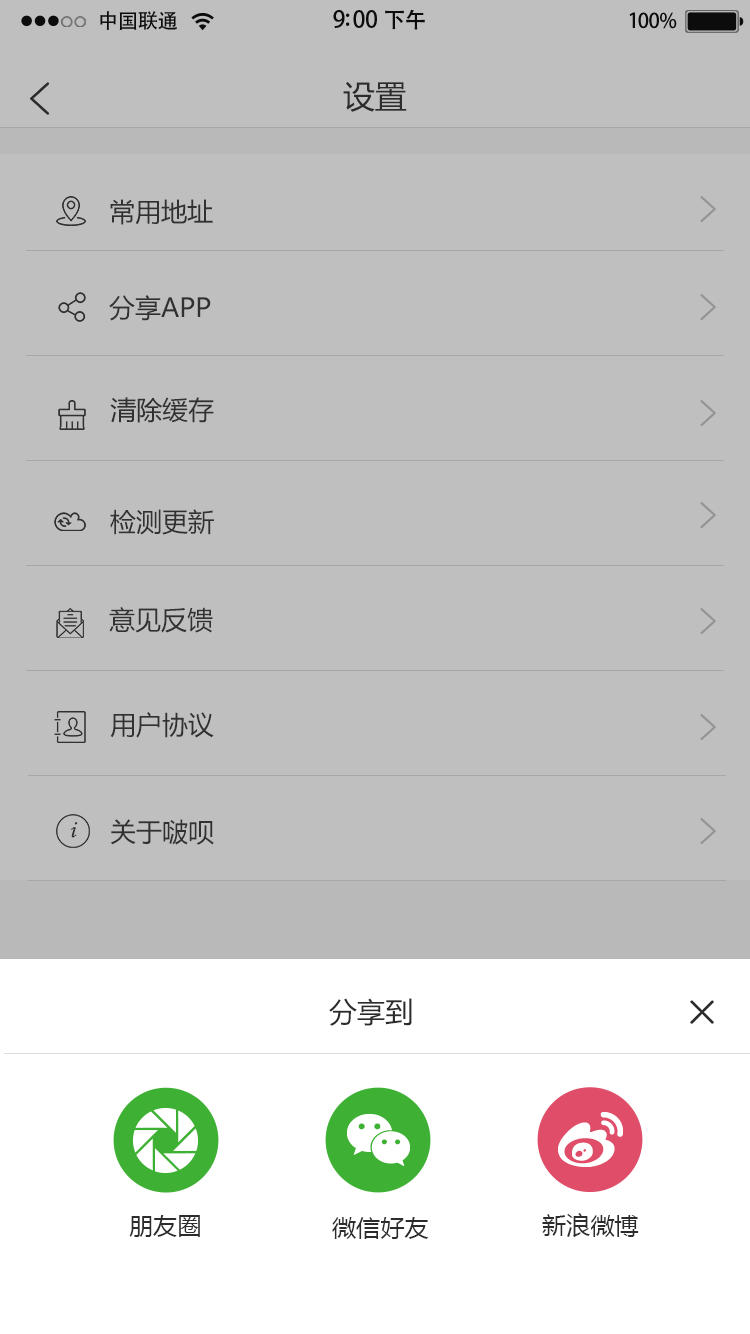 中国联通 9:00 下午 100%
设置
常用地址
分享APP
清除缓存
检测更新
意见反馈
用户协议
i 关于啵呗
分享到
朋友圈 微信好友 新浪微博